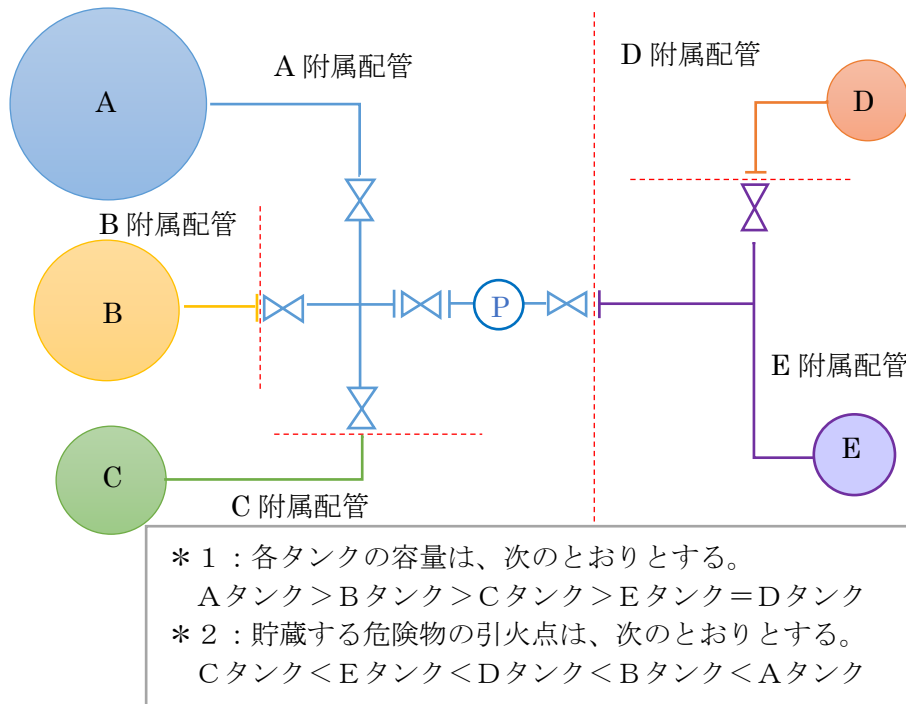 A 附属配管
D 附属配管
A
D
B 附属配管
B
P
E 附属配管
C
E
C 附属配管
＊１：各タンクの容量は、次のとおりとする。
Ａタンク＞Ｂタンク＞Ｃタンク＞Ｅタンク＝Ｄタンク
＊２：貯蔵する危険物の引火点は、次のとおりとする。
Ｃタンク＜Ｅタンク＜Ｄタンク＜Ｂタンク＜Ａタンク